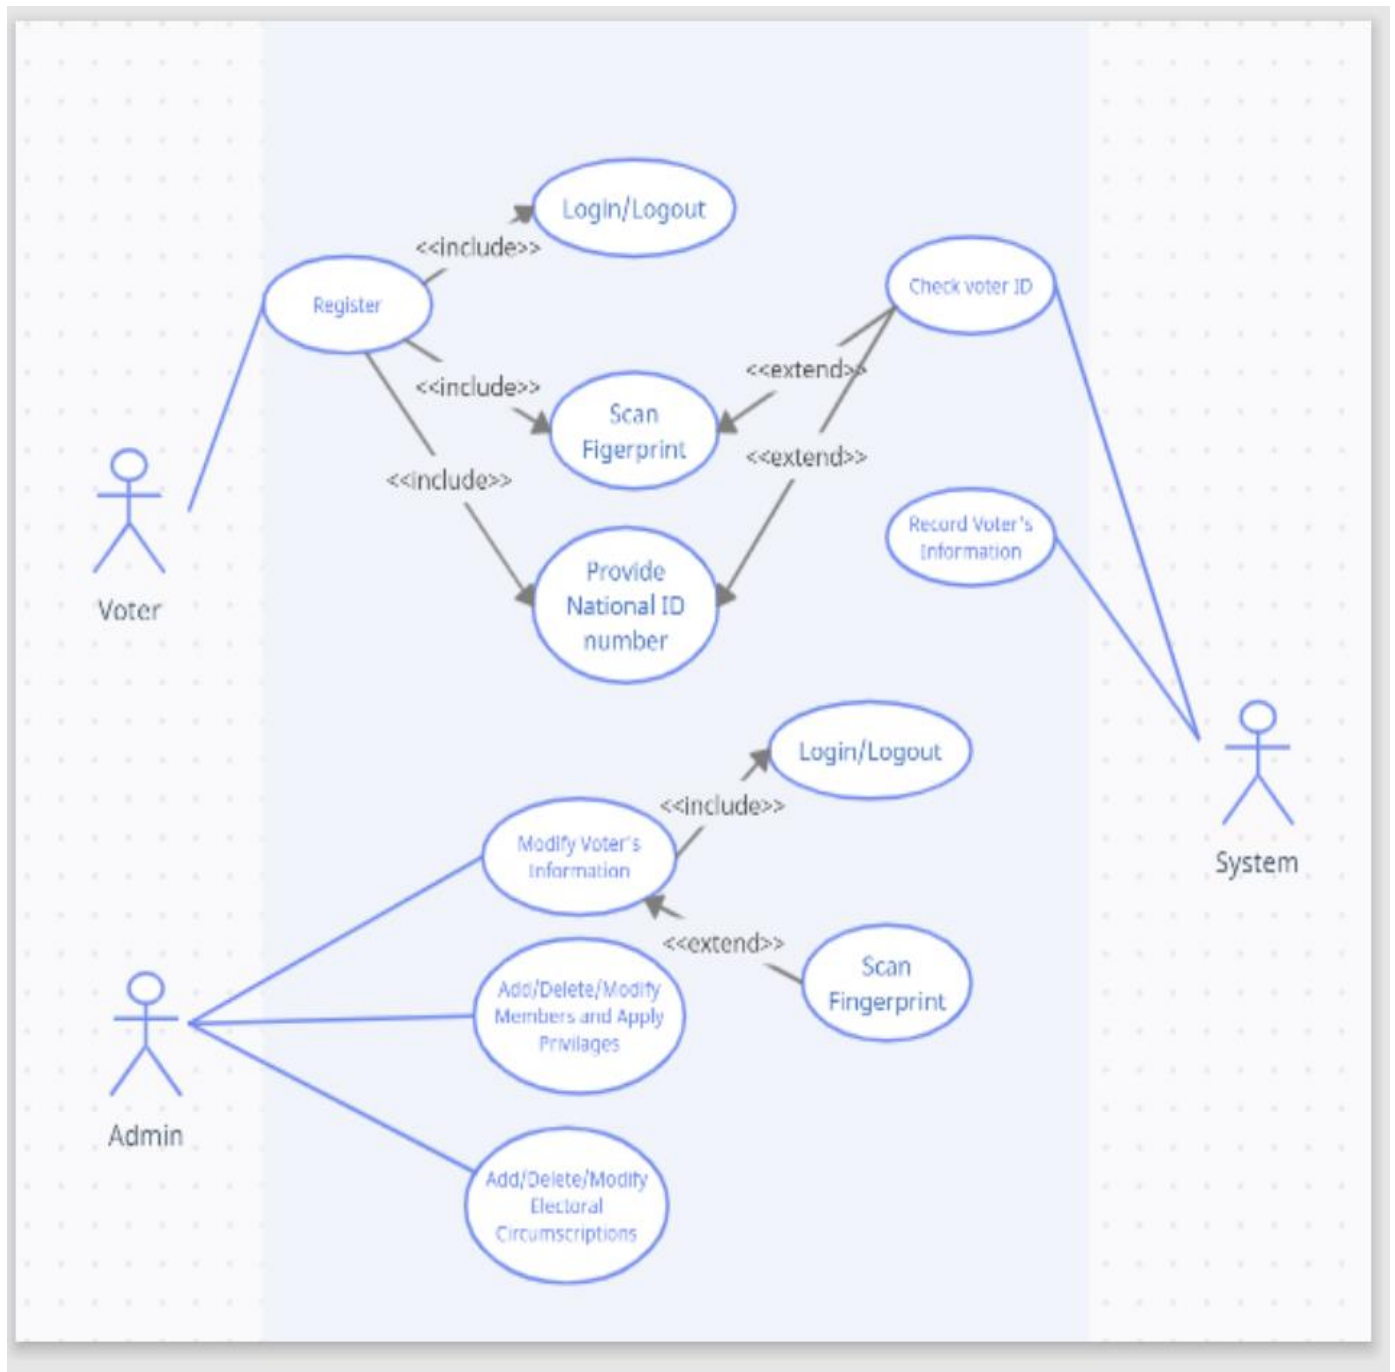 Login/Logout
<<include>>
Register
Check voter ID
<<extend>>
<<include>>
Scan
Figerprint
<<extend>>
<<include>>
Record Voter's
Information
Provide
National ID
number
Voter
Login/Logout
<<include>>
Modify Voter's
Information
System
<<extend>>
Scan
Fingerprint
Add/Delete/Modify
Members and Apply
Privilages
Admin
Add/Delete/Modify
Electoral
Circumscriptions